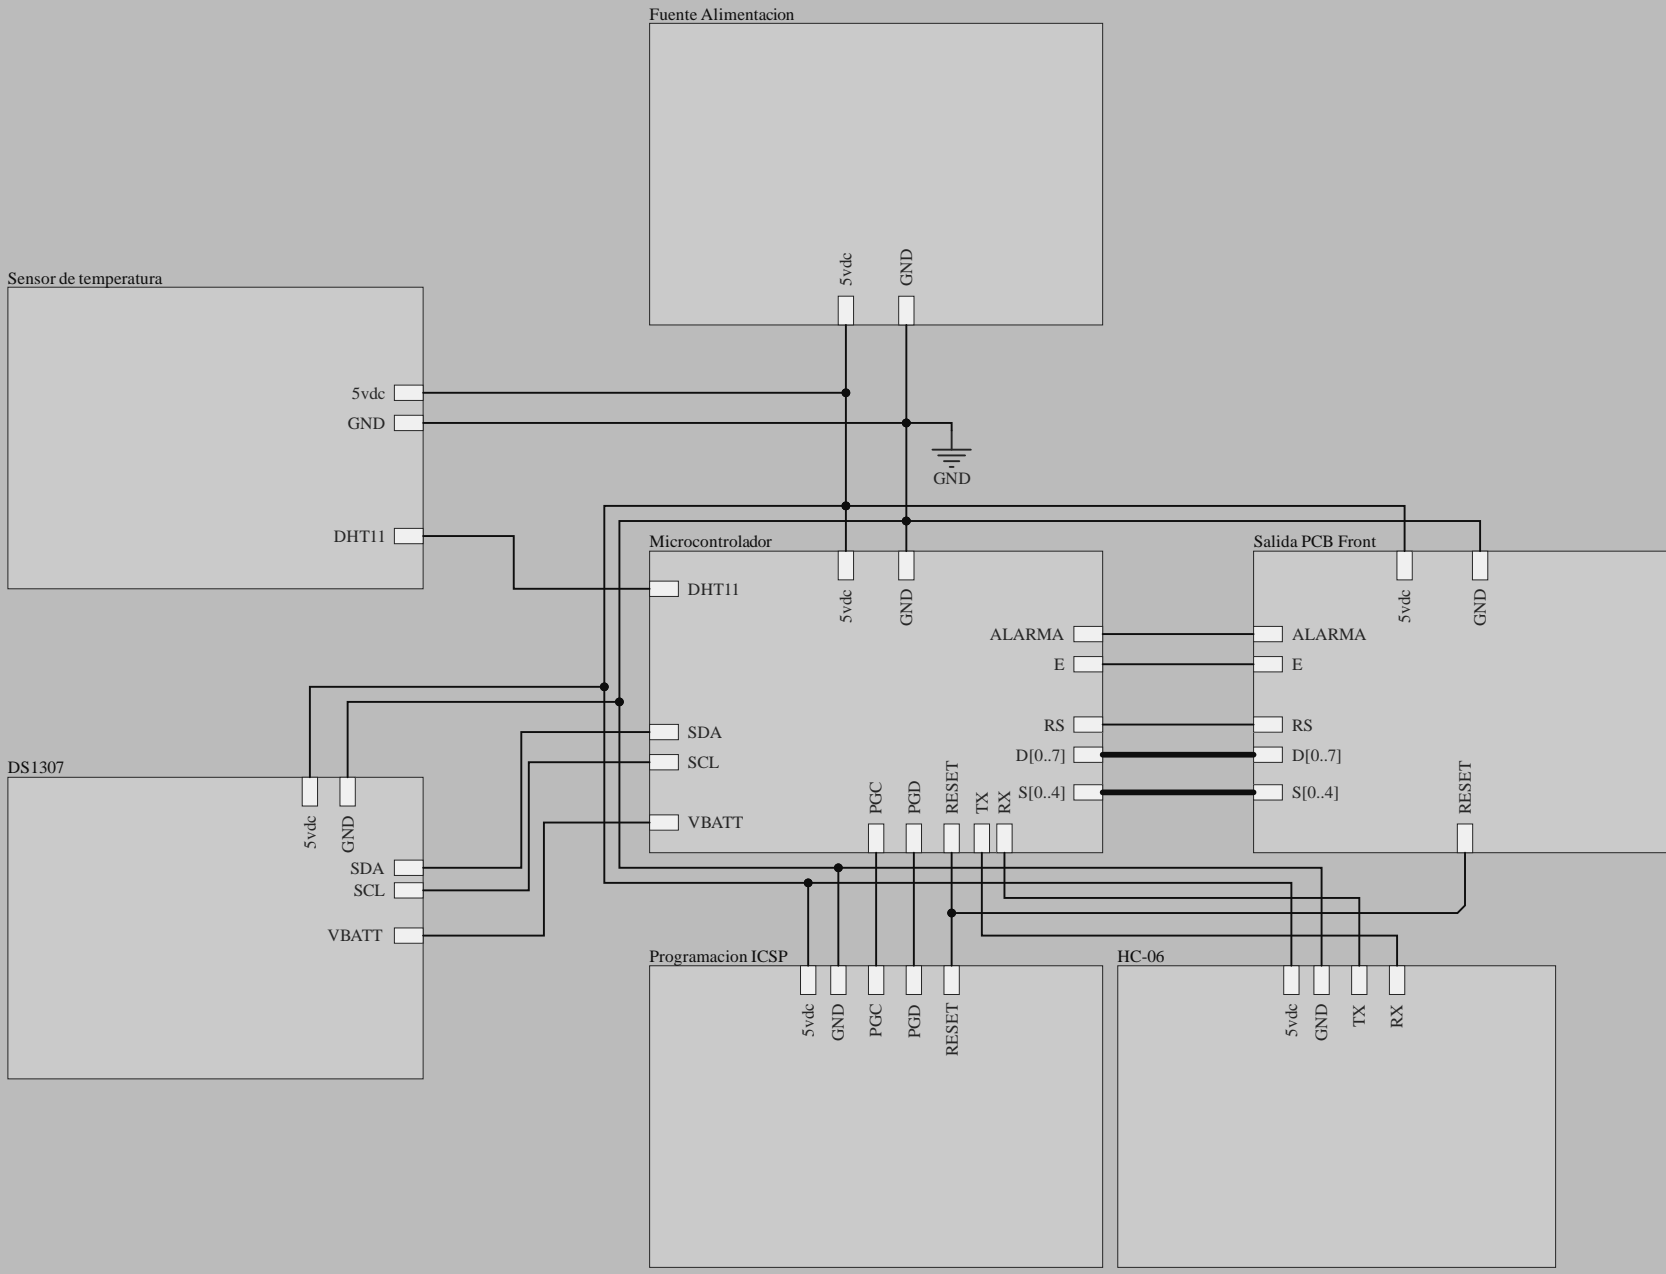 Fuente Alimentacion
5vdc
GND
Sensor de temperatura
5vdc
GND
DHT11
GND
Microcontrolador
5vdc
GND
DHT11
SDA
SCL
VBATT
ALARMA
E
RS
D[0..7]
S[0..4]
PGC
PGD
RESET
TX
RX
Salida PCB Front
5vdc
GND
ALARMA
E
RS
D[0..7]
S[0..4]
RESET
DS1307
5vdc
GND
SDA
SCL
VBATT
Programacion ICSP
5vdc
GND
PGC
PGD
RESET
HC-06
5vdc
GND
TX
RX